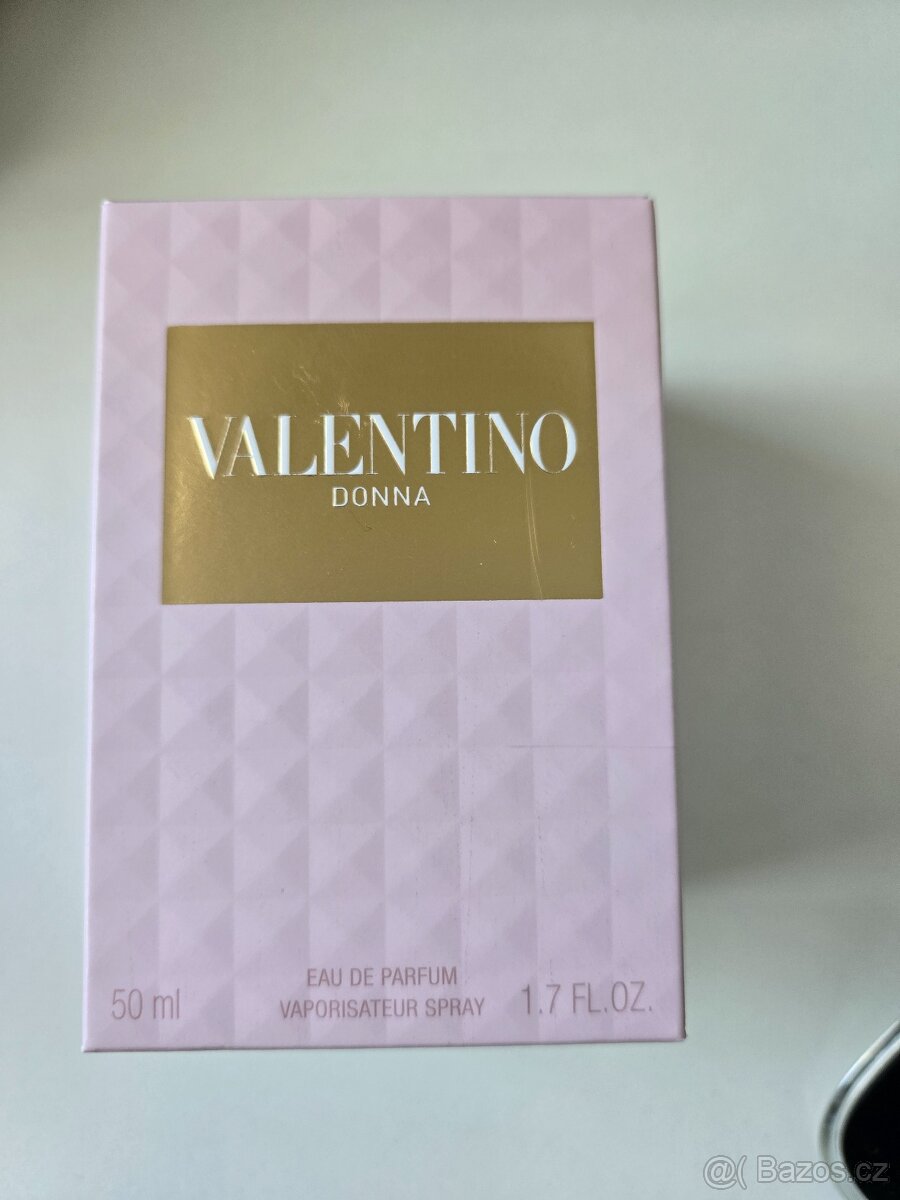 VALENTINO
DONNA
EAU DE PARFUM
50 ml VAPORISATEUR SPRAY 1.7 FL.OZ.
@( Bazos.cz